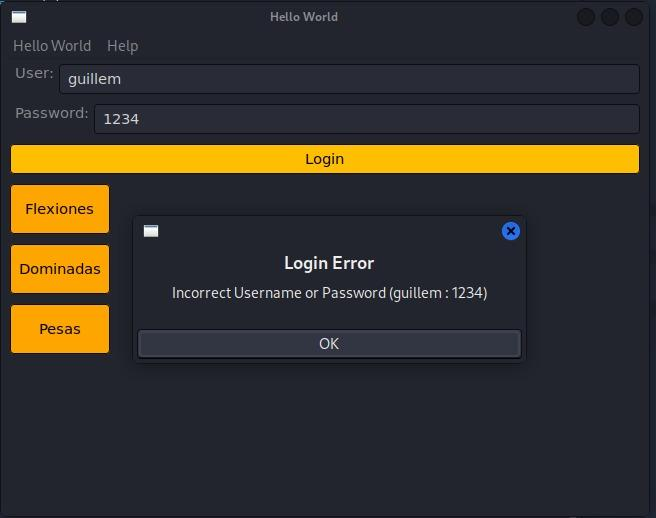 Hello World
Hello World Help
User: guillem
Password: 1234
Login
Flexiones
Dominadas
Pesas
Login Error
Incorrect Username or Password (guillem : 1234)
OK